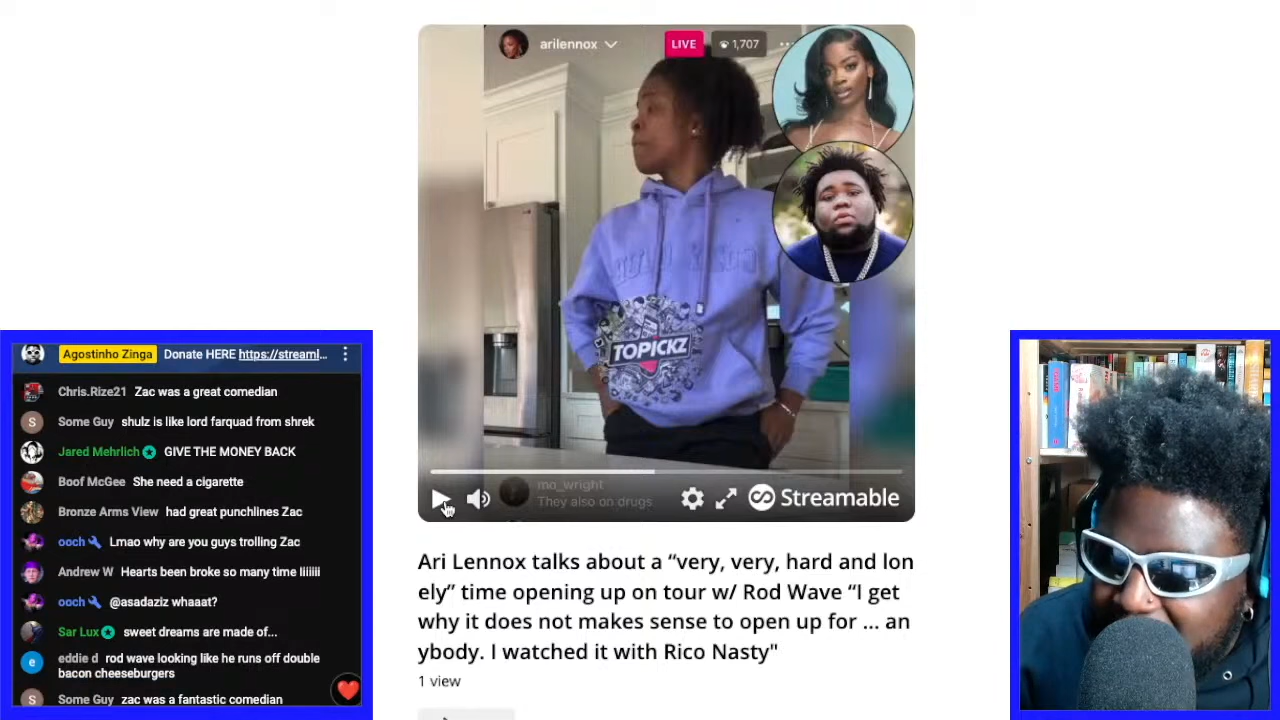 arilennox
LIVE
1,707
TOPICKZ
mo_wright
They also on drugs
Streamable
Ari Lennox talks about a “very, very, hard and lon
ely” time opening up on tour w/ Rod Wave “I get
why it does not makes sense to open up for ... an
ybody. I watched it with Rico Nasty"
1 view
Agostinho Zinga Donate HERE https://streaml...
Chris.Rize21 Zac was a great comedian
Some Guy shulz is like lord farquad from shrek
Jared Mehrlich GIVE THE MONEY BACK
Boof McGee She need a cigarette
Bronze Arms View had great punchlines Zac
ooch Lmao why are you guys trolling Zac
Andrew W Hearts been broke so many time liiiiii
ooch @asadaziz whaaat?
Sar Lux sweet dreams are made of...
eddie d rod wave looking like he runs off double
bacon cheeseburgers
Some Guy zac was a fantastic comedian